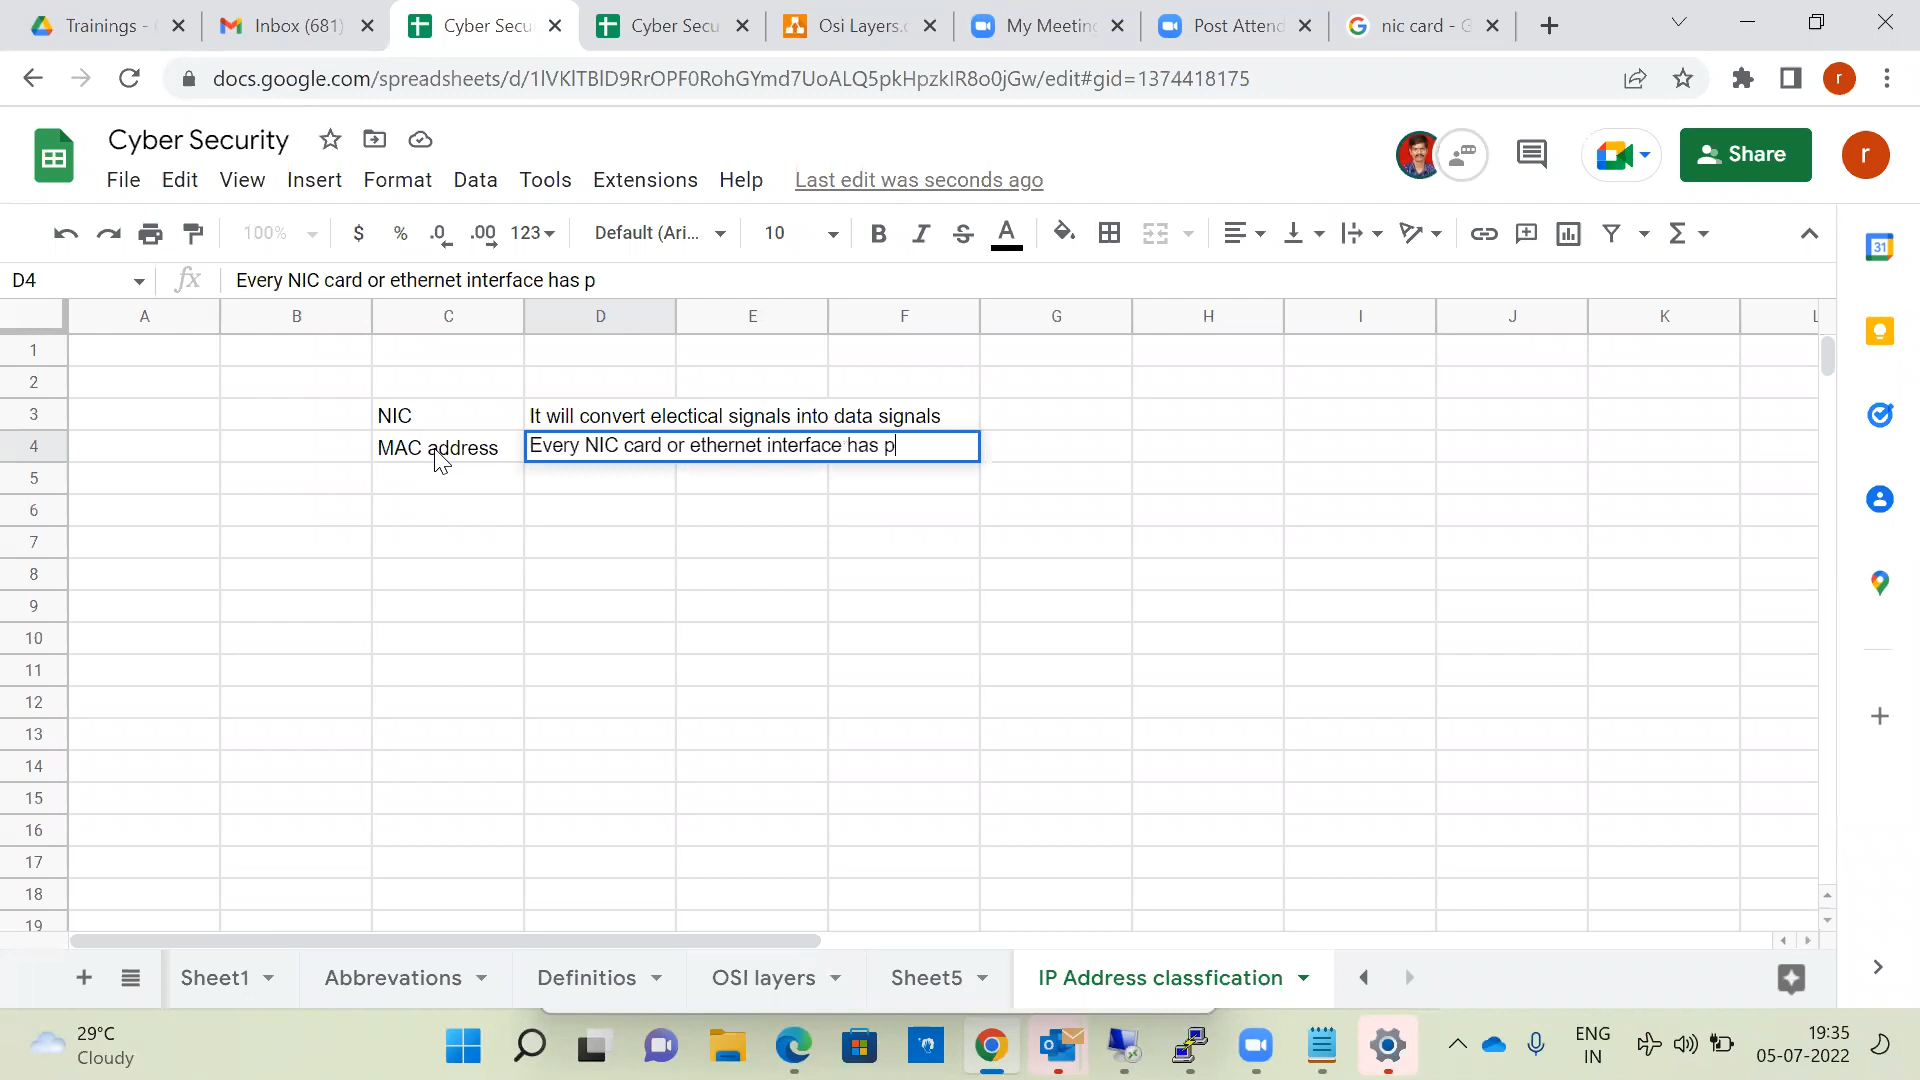 Trainings -
Inbox (681)
Cyber Secu
Cyber Secu
Osi Layers.c
My Meeting
Post Attend
nic card - G
docs.google.com/spreadsheets/d/1lVKlTBlD9RrOPF0RohGYmd7UoALQ5pkHpzkIR8o0jGw/edit#gid=1374418175
r
Cyber Security
File Edit View Insert Format Data Tools Extensions Help Last edit was seconds ago
Share
r
100% $ % .0 .00 123 Default (Ari... 10 B I S A
31
D4 fx Every NIC card or ethernet interface has p
A B C D E F G H I J K L
1
2
3 NIC It will convert electical signals into data signals
4 MAC address Every NIC card or ethernet interface has p
5
6
7
8
9
10
11
12
13
14
15
16
17
18
19
Sheet1 Abbrevations Definitios OSI layers Sheet5 IP Address classfication
29°C
Cloudy
ENG
IN
19:35
05-07-2022